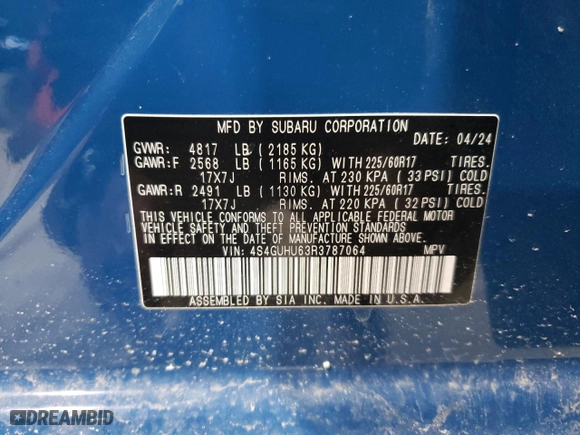 MFD BY SUBARU CORPORATION
DATE: 04/24
GVWR: 4817 LB (2185 KG)
GAWR:F 2568 LB (1165 KG) WITH 225/60R17 TIRES.
17X7J RIMS. AT 230 KPA (33 PSI) COLD
GAWR:R 2491 LB (1130 KG) WITH 225/60R17 TIRES.
17X7J RIMS. AT 220 KPA (32 PSI) COLD
THIS VEHICLE CONFORMS TO ALL APPLICABLE FEDERAL MOTOR
VEHICLE SAFETY AND THEFT PREVENTION STANDARDS
IN EFFECT ON THE DATE OF MANUFACTURE SHOWN ABOVE.
VIN: 4S4GUHU63R3787064 MPV
ASSEMBLED BY SIA INC. MADE IN U.S.A.
DREAMBID